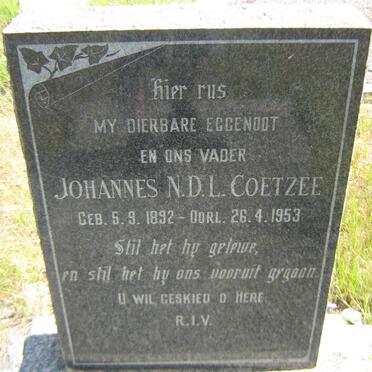 Hier rus
MY DIERBARE EGGENOOT
EN ONS VADER
JOHANNES N.D.L. COETZEE
GEB. 5.9.1892 - OORL. 26.4.1953
Stil het hy gelewe,
en stil het hy ons vooruit gegaan.
U WIL GESKIED O HERE
R.I.V.